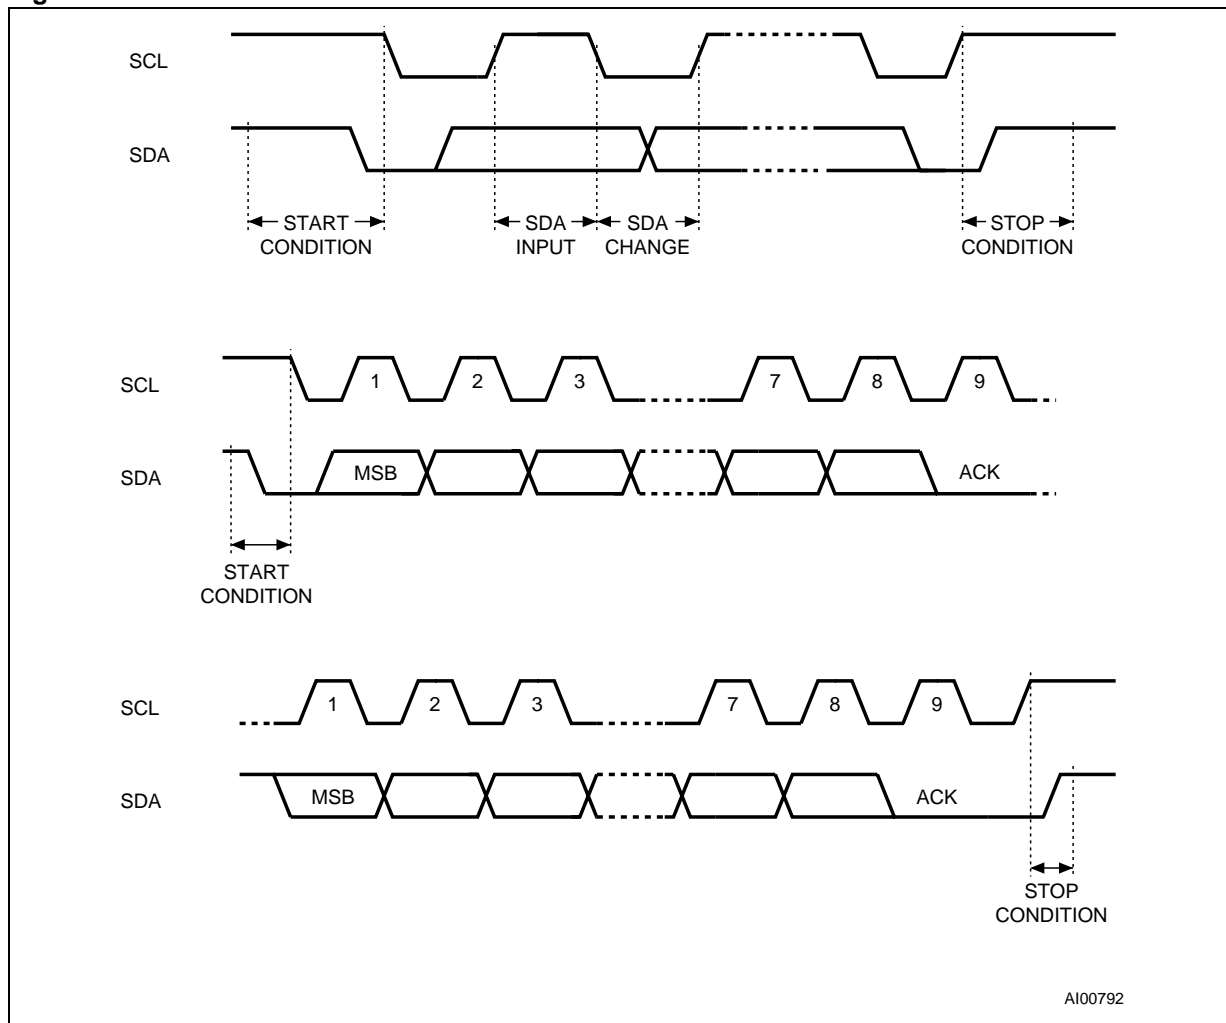 SCL
SDA
START CONDITION
SDA INPUT
SDA CHANGE
STOP CONDITION
SCL
1 2 3 7 8 9
SDA
MSB
ACK
START CONDITION
SCL
1 2 3 7 8 9
SDA
MSB
ACK
STOP CONDITION
AI00792